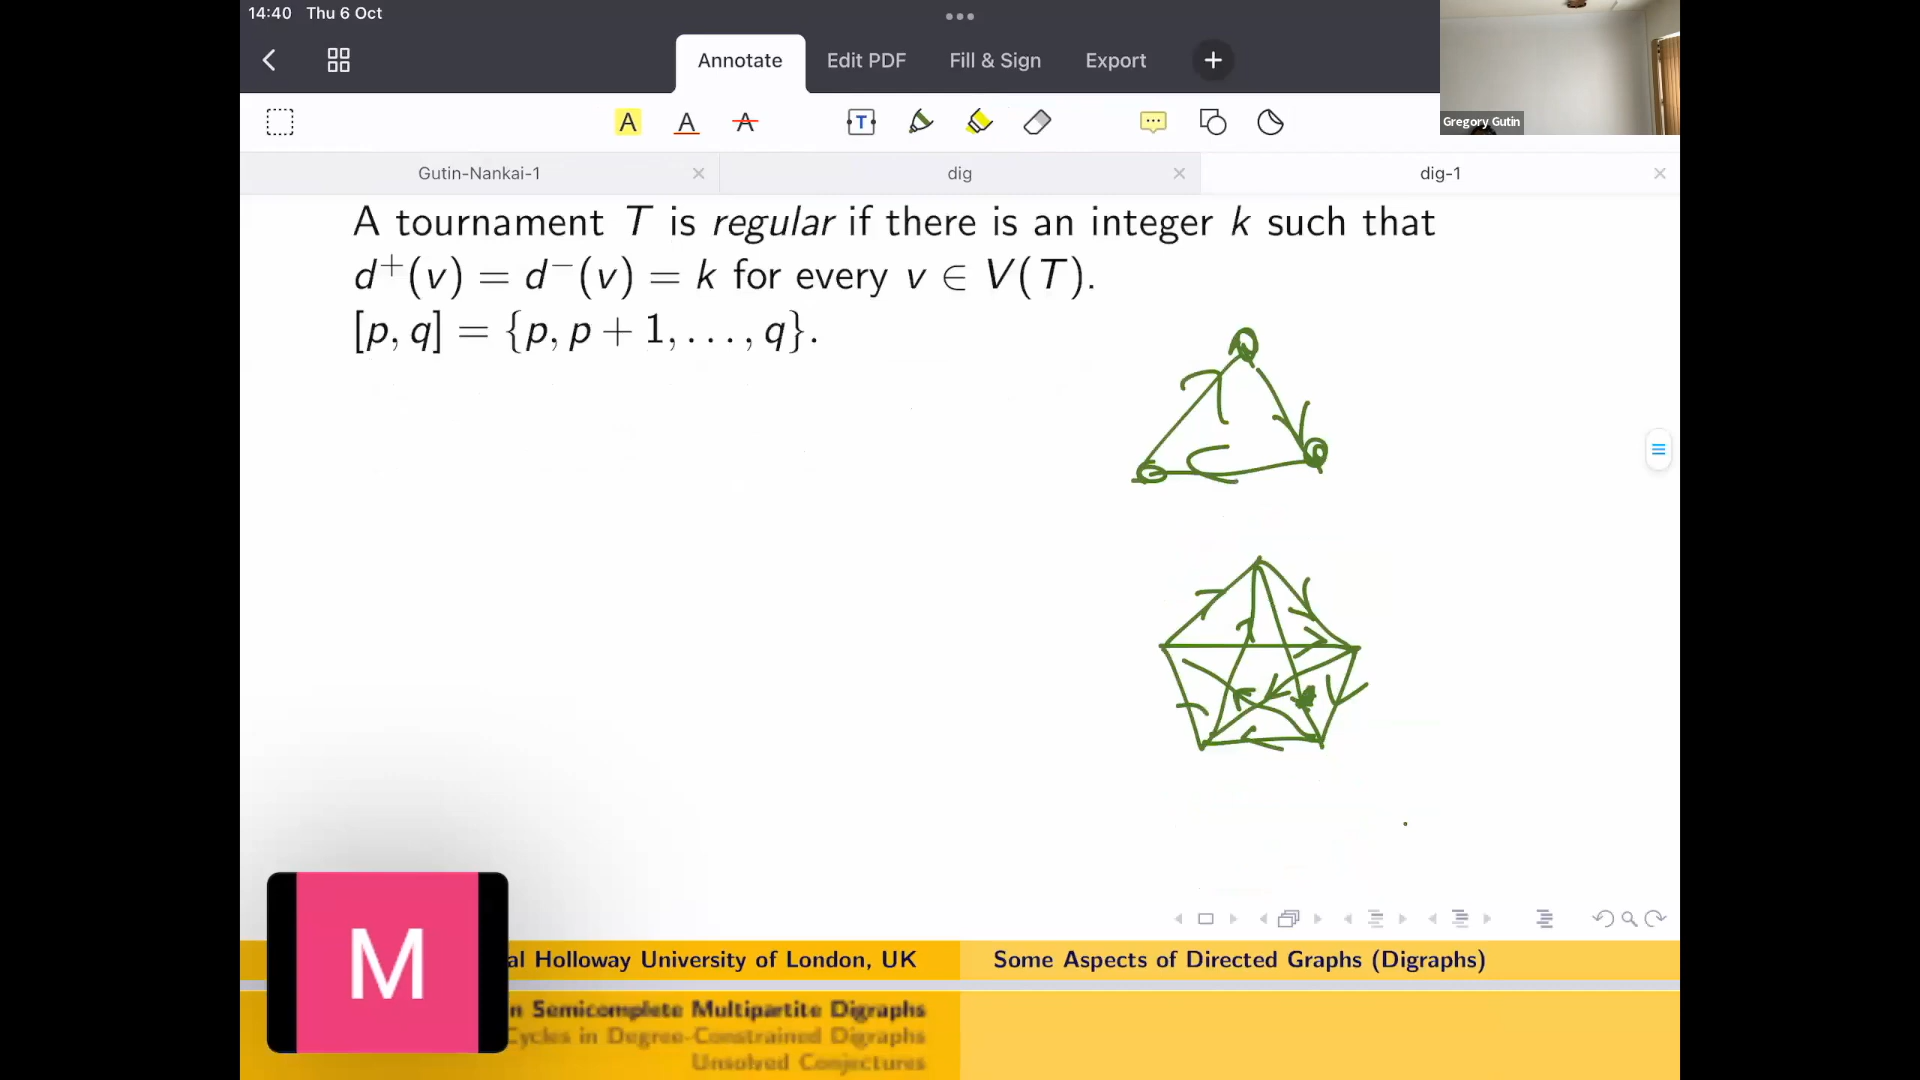 14:40 Thu 6 Oct
Annotate Edit PDF Fill & Sign Export
A A A T
Gregory Gutin
Gutin-Nankai-1 dig dig-1
A tournament T is regular if there is an integer k such that
d⁺(v) = d⁻(v) = k for every v ∈ V(T).
[p, q] = {p, p + 1, . . . , q}.
M
al Holloway University of London, UK Some Aspects of Directed Graphs (Digraphs)
n Semicomplete Multipartite Digraphs
Cycles in Degree-Constrained Digraphs
Unsolved Conjectures